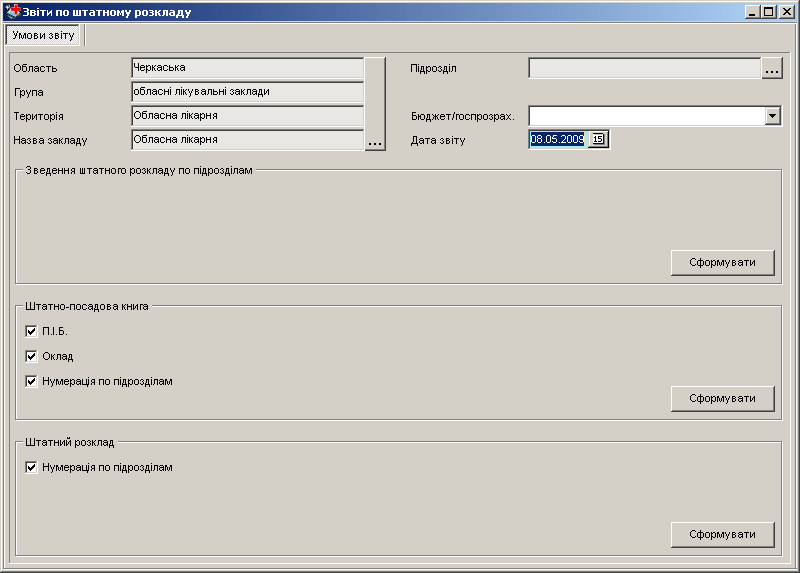 Звіти по штатному розкладу
Умови звіту
Область Черкаська
Підрозділ ...
Група обласні лікувальні заклади
Територія Обласна лікарня
Бюджет/госпрозрах.
Назва закладу Обласна лікарня ...
Дата звіту 08.05.2009 15
Зведення штатного розкладу по підрозділам
Сформувати
Штатно-посадова книга
П.І.Б.
Оклад
Нумерація по підрозділам
Сформувати
Штатний розклад
Нумерація по підрозділам
Сформувати